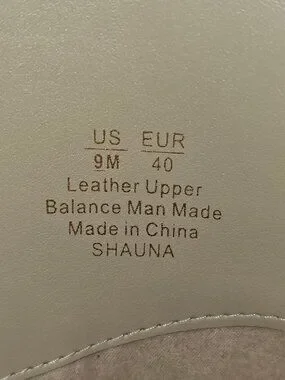 US EUR
9M 40
Leather Upper
Balance Man Made
Made in China
SHAUNA